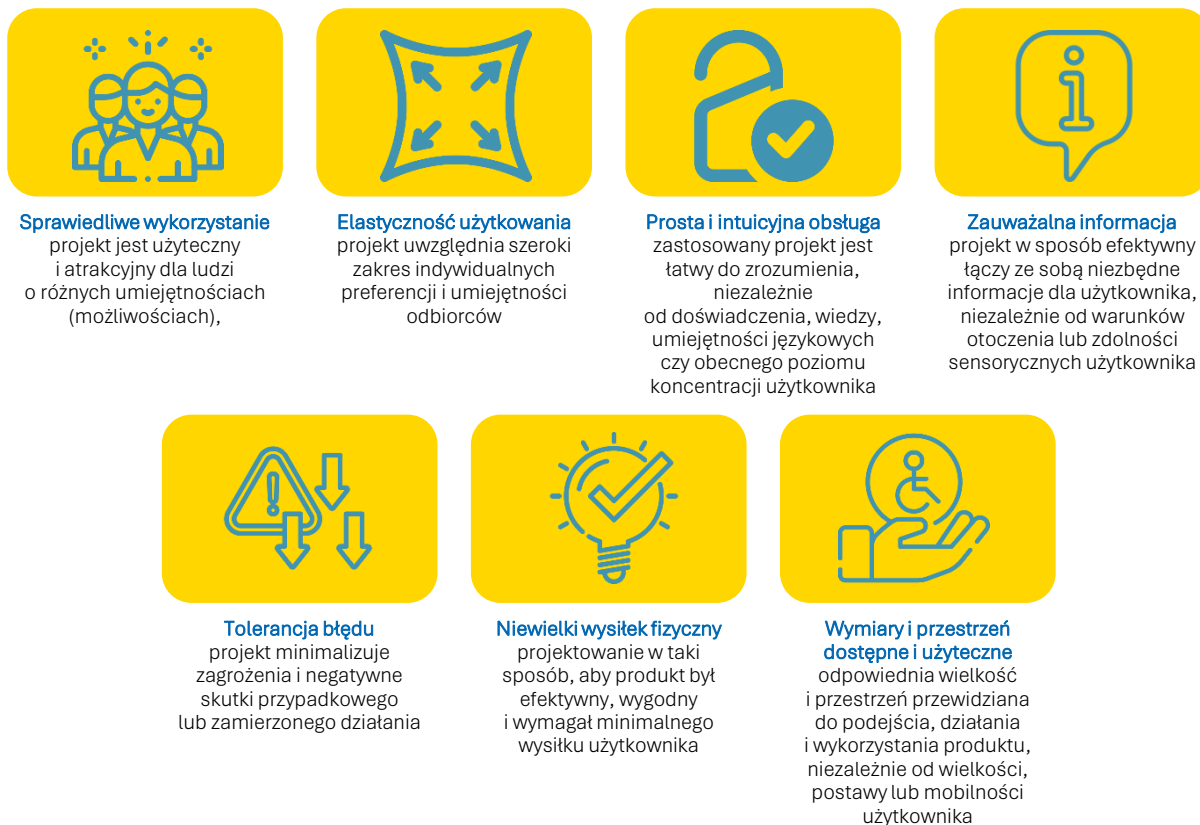 Sprawiedliwe wykorzystanie
projekt jest użyteczny
i atrakcyjny dla ludzi
o różnych umiejętnościach
(możliwościach),
Elastyczność użytkowania
projekt uwzględnia szeroki
zakres indywidualnych
preferencji i umiejętności
odbiorców
Prosta i intuicyjna obsługa
zastosowany projekt jest
łatwy do zrozumienia,
niezależnie
od doświadczenia, wiedzy,
umiejętności językowych
czy obecnego poziomu
koncentracji użytkownika
Zauważalna informacja
projekt w sposób efektywny
łączy ze sobą niezbędne
informacje dla użytkownika,
niezależnie od warunków
otoczenia lub zdolności
sensorycznych użytkownika
Tolerancja błędu
projekt minimalizuje
zagrożenia i negatywne
skutki przypadkowego
lub zamierzonego działania
Niewielki wysiłek fizyczny
projektowanie w taki
sposób, aby produkt był
efektywny, wygodny
i wymagał minimalnego
wysiłku użytkownika
Wymiary i przestrzeń
dostępne i użyteczne
odpowiednia wielkość
i przestrzeń przewidziana
do podejścia, działania
i wykorzystania produktu,
niezależnie od wielkości,
postawy lub mobilności
użytkownika